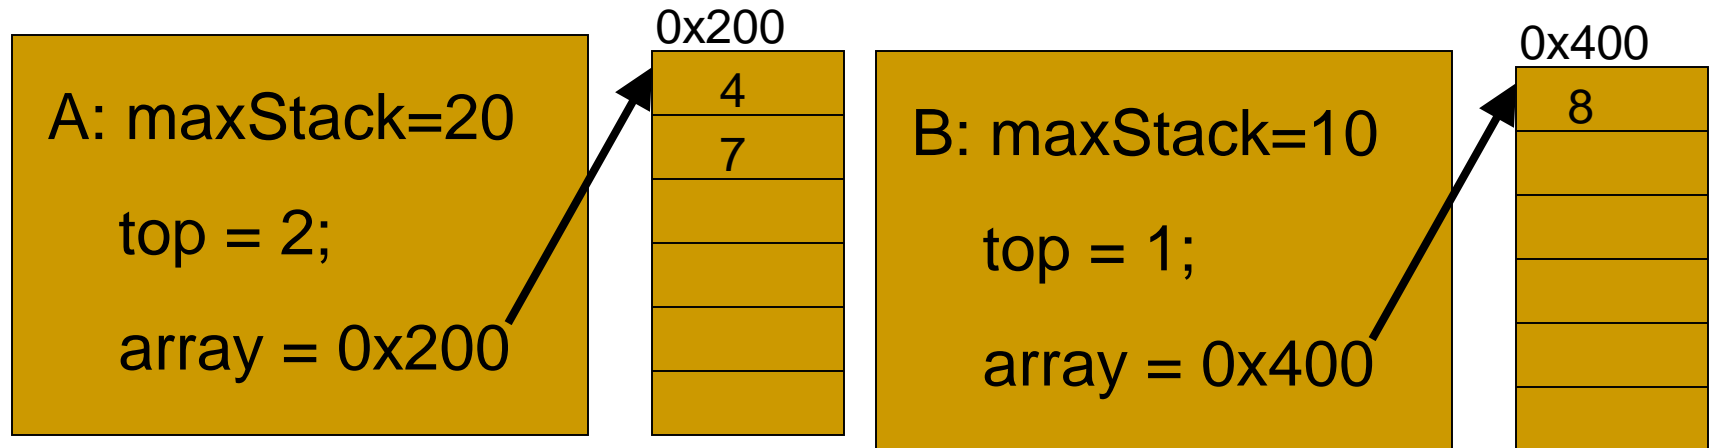 0x200
A: maxStack=20
top = 2;
array = 0x200
4
7
0x400
B: maxStack=10
top = 1;
array = 0x400
8